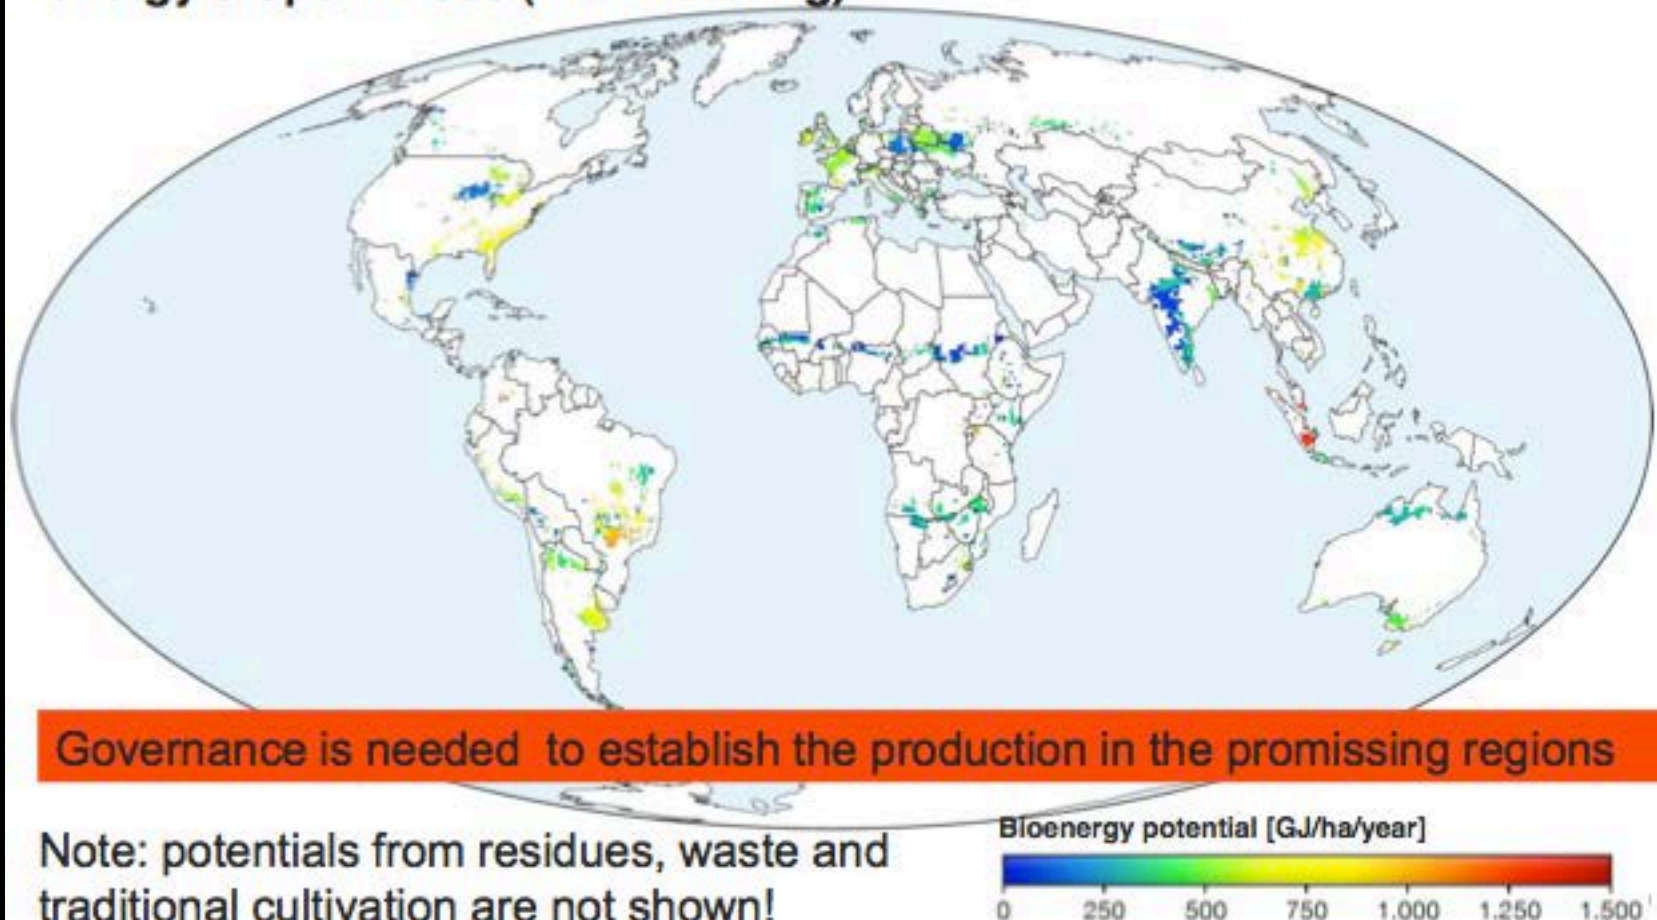 Governance is needed to establish the production in the promissing regions
Note: potentials from residues, waste and
traditional cultivation are not shown!
Bioenergy potential [GJ/ha/year]
0 250 500 750 1.000 1.250 1.500